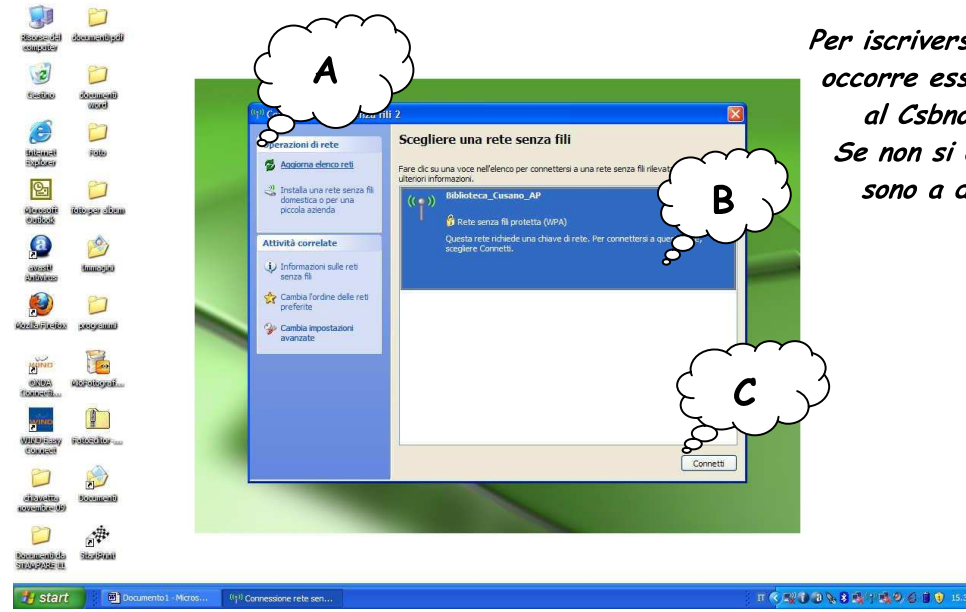 Risorse del
computer
documenti pdf
Cestino
documenti
word
Internet
Explorer
Foto
Microsoft
Outlook
foto per album
avast!
Antivirus
Immagini
Mozilla Firefox
programmi
ONDA
Connecti...
WIND Easy
Connect
FotoEditor-...
chiavetta
novembre 09
Documenti
Documenti da
STAMPARE LL
StartPrint
A
fili 2
Operazioni di rete
Aggiorna elenco reti
Installa una rete senza fili
domestica o per una
piccola azienda
Attività correlate
Informazioni sulle reti
senza fili
Cambia l'ordine delle reti
preferite
Cambia impostazioni
avanzate
Scegliere una rete senza fili
Fare clic su una voce nell'elenco per connettersi a una rete senza fili
ulteriori informazioni.
Biblioteca_Cusano_AP
Rete senza fili protetta (WPA)
Questa rete richiede una chiave di rete. Per connettersi a
scegliere Connetti.
B
C
Connetti
Per iscrivers
occorre ess
al Csbno
Se non si
sono a d
start
Documento1 - Micros...
Connessione rete sen...
IT
15.3